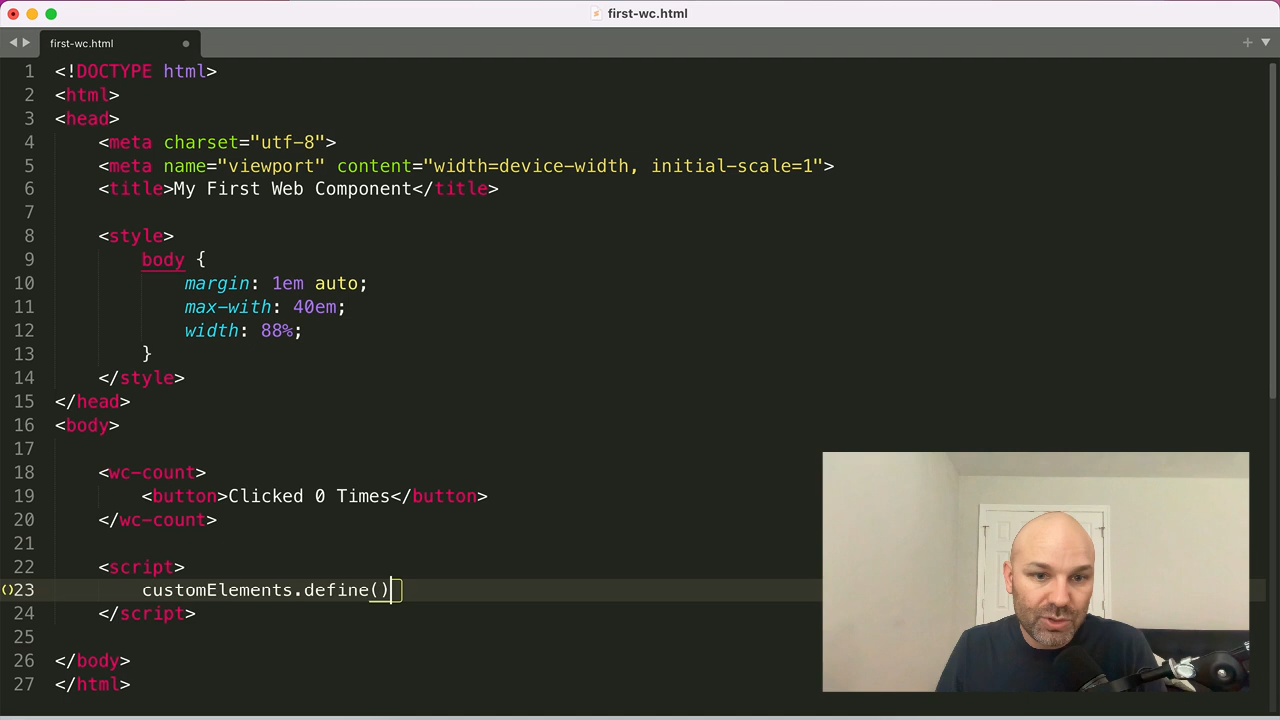 first-wc.html
first-wc.html
1 <!DOCTYPE html>
2 <html>
3 <head>
4 <meta charset="utf-8">
5 <meta name="viewport" content="width=device-width, initial-scale=1">
6 <title>My First Web Component</title>
7
8 <style>
9 body {
10 margin: 1em auto;
11 max-with: 40em;
12 width: 88%;
13 }
14 </style>
15 </head>
16 <body>
17
18 <wc-count>
19 <button>Clicked 0 Times</button>
20 </wc-count>
21
22 <script>
()23 customElements.define()
24 </script>
25
26 </body>
27 </html>